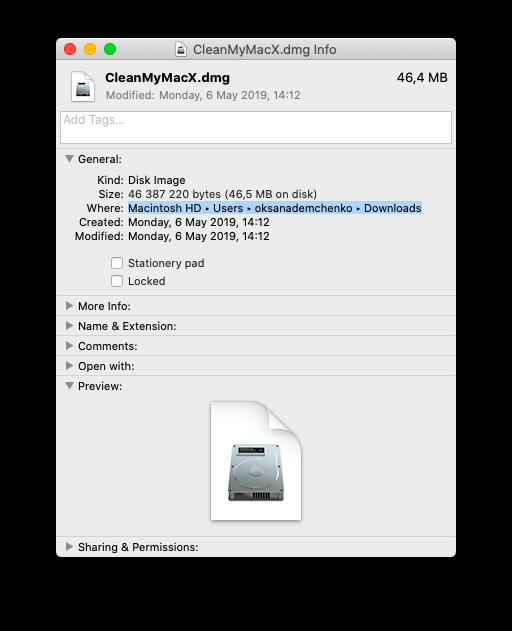 CleanMyMacX.dmg Info
CleanMyMacX.dmg 46,4 MB
Modified: Monday, 6 May 2019, 14:12
Add Tags…
General:
Kind: Disk Image
Size: 46 387 220 bytes (46,5 MB on disk)
Where: Macintosh HD ▸ Users ▸ oksanademchenko ▸ Downloads
Created: Monday, 6 May 2019, 14:12
Modified: Monday, 6 May 2019, 14:12
Stationery pad
Locked
More Info:
Name & Extension:
Comments:
Open with:
Preview:
Sharing & Permissions: